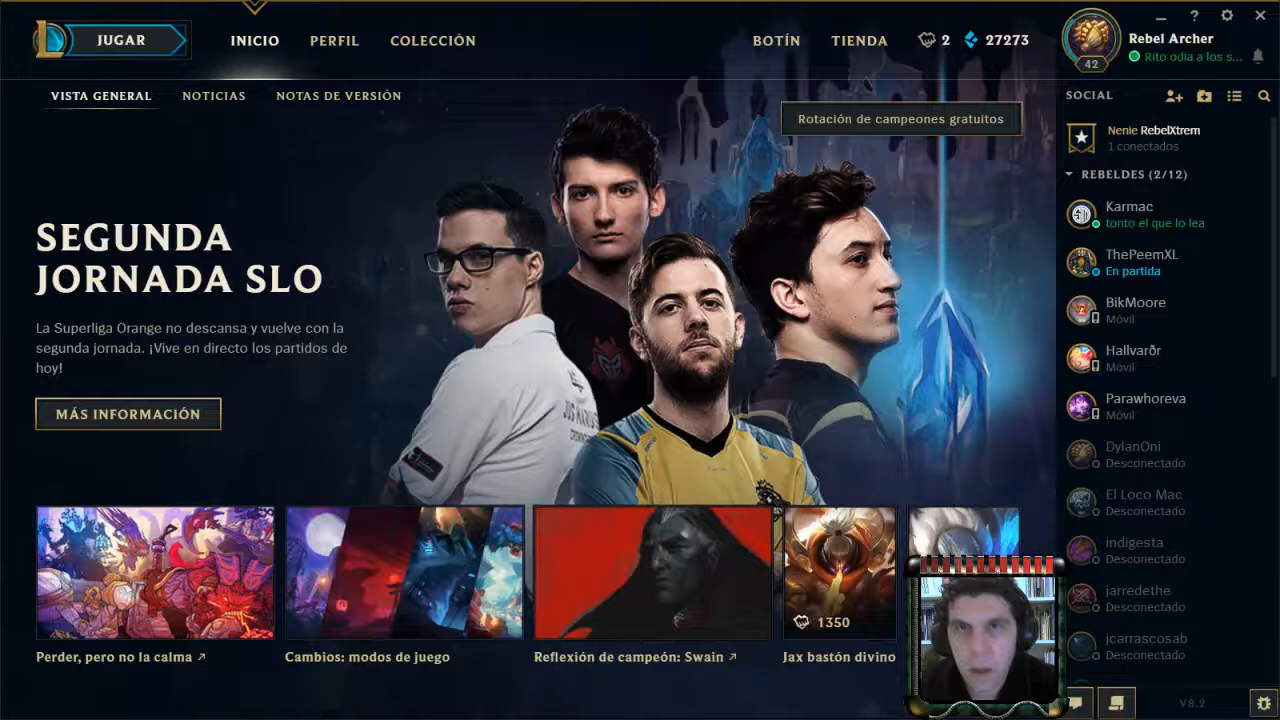 JUGAR
INICIO
PERFIL
COLECCIÓN
BOTÍN
TIENDA
2
27273
42
Rebel Archer
Rito odia a los s...
VISTA GENERAL
NOTICIAS
NOTAS DE VERSIÓN
Rotación de campeones gratuitos
SEGUNDA
JORNADA SLO
La Superliga Orange no descansa y vuelve con la
segunda jornada. ¡Vive en directo los partidos de
hoy!
MÁS INFORMACIÓN
1350
Perder, pero no la calma
Cambios: modos de juego
Reflexión de campeón: Swain
Jax bastón divino
SOCIAL
Nenie RebelXtrem
1 conectados
REBELDES (2/12)
Karmac
tonto el que lo lea
ThePeemXL
En partida
BikMoore
Móvil
Hallvarðr
Móvil
Parawhoreva
Móvil
DylanOni
Desconectado
El Loco Mac
Desconectado
indigesta
Desconectado
jarredethe
Desconectado
jcarrascosab
Desconectado
V8.2